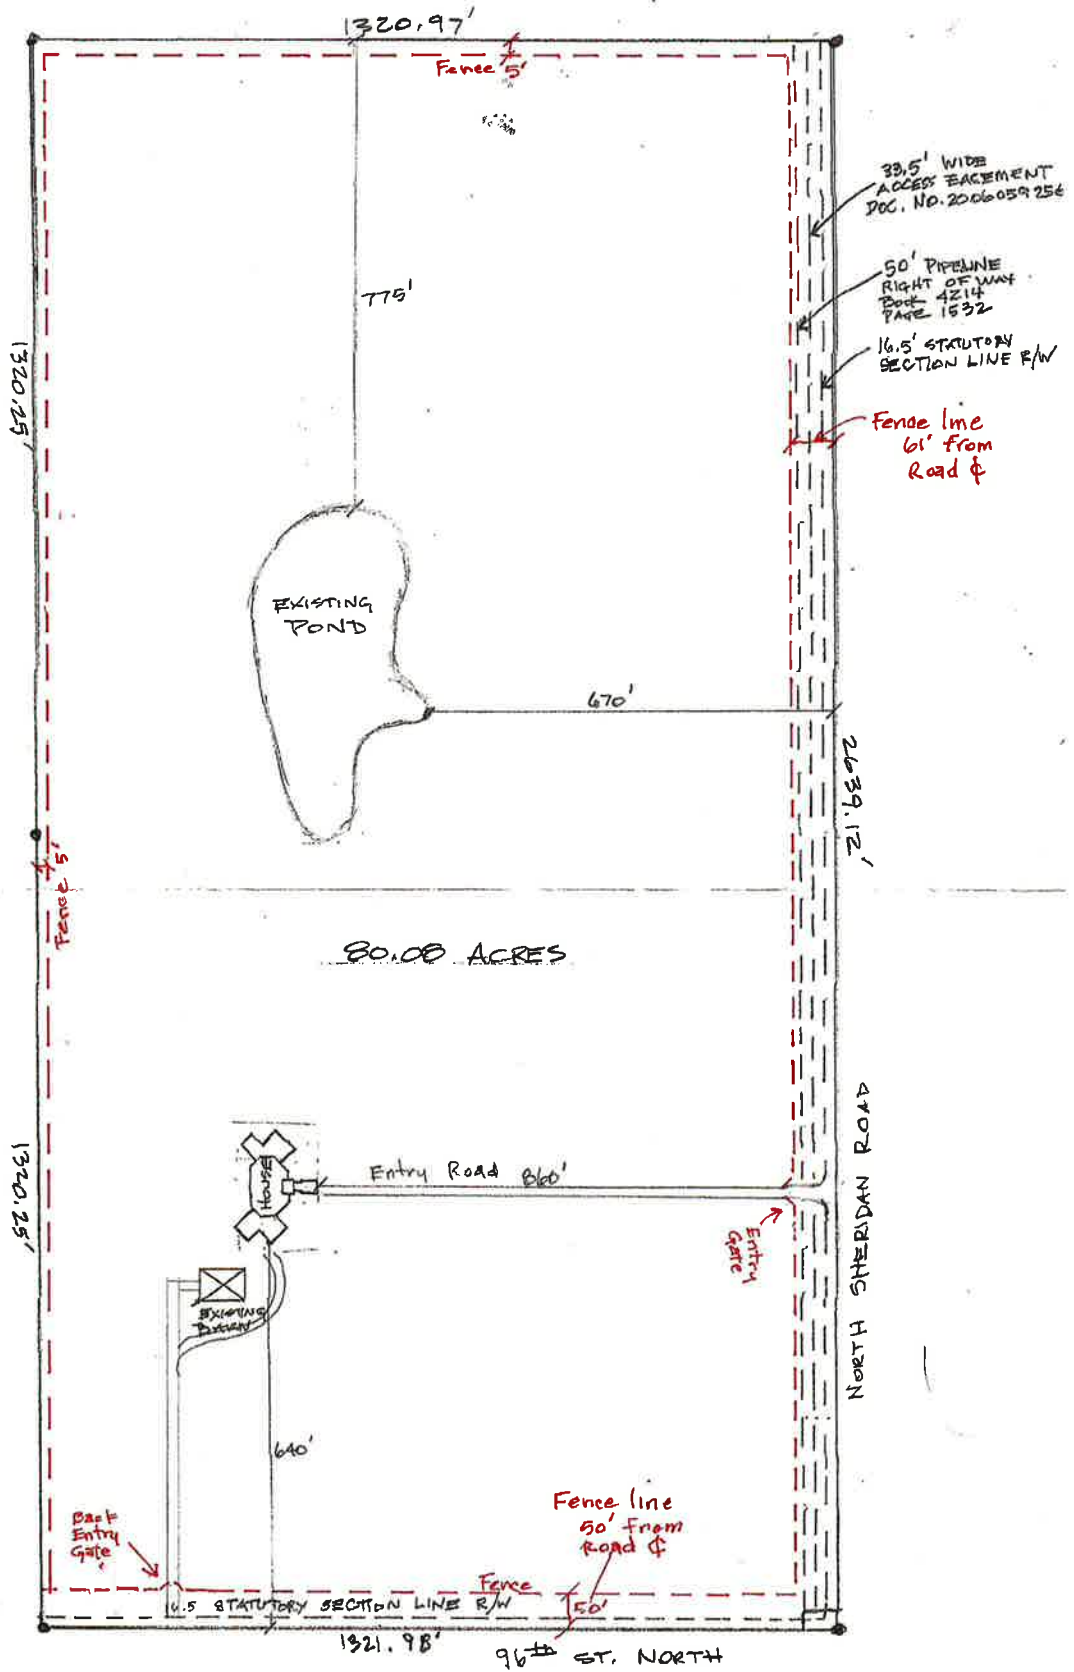 1320.97'
Fence 5'
33.5' WIDE
ACCESS EASEMENT
DOC. NO. 200605925
50' PIPELINE
RIGHT OF WAY
BOOK 4214
PAGE 1532
16.5' STATUTORY
SECTION LINE R/W
775'
1320.25'
Fence line
61' from
Road ℄
EXISTING
POND
670'
2639.12'
Fence 5'
80.08 ACRES
NORTH SHERIDAN ROAD
1320.25'
HOUSE
Entry Road 860'
Entry
Gate
EXISTING
BARN
640'
Back
Entry
Gate
Fence line
50' from
Road ℄
Fence
50'
16.5 STATUTORY SECTION LINE R/W
1321.98'
96th ST. NORTH